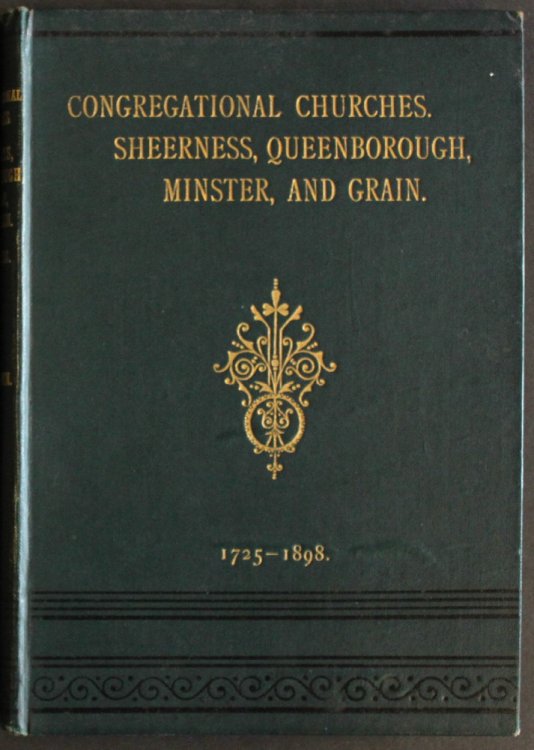 CONGREGATIONAL CHURCHES.
SHEERNESS, QUEENBOROUGH,
MINSTER, AND GRAIN.
1725–1898.